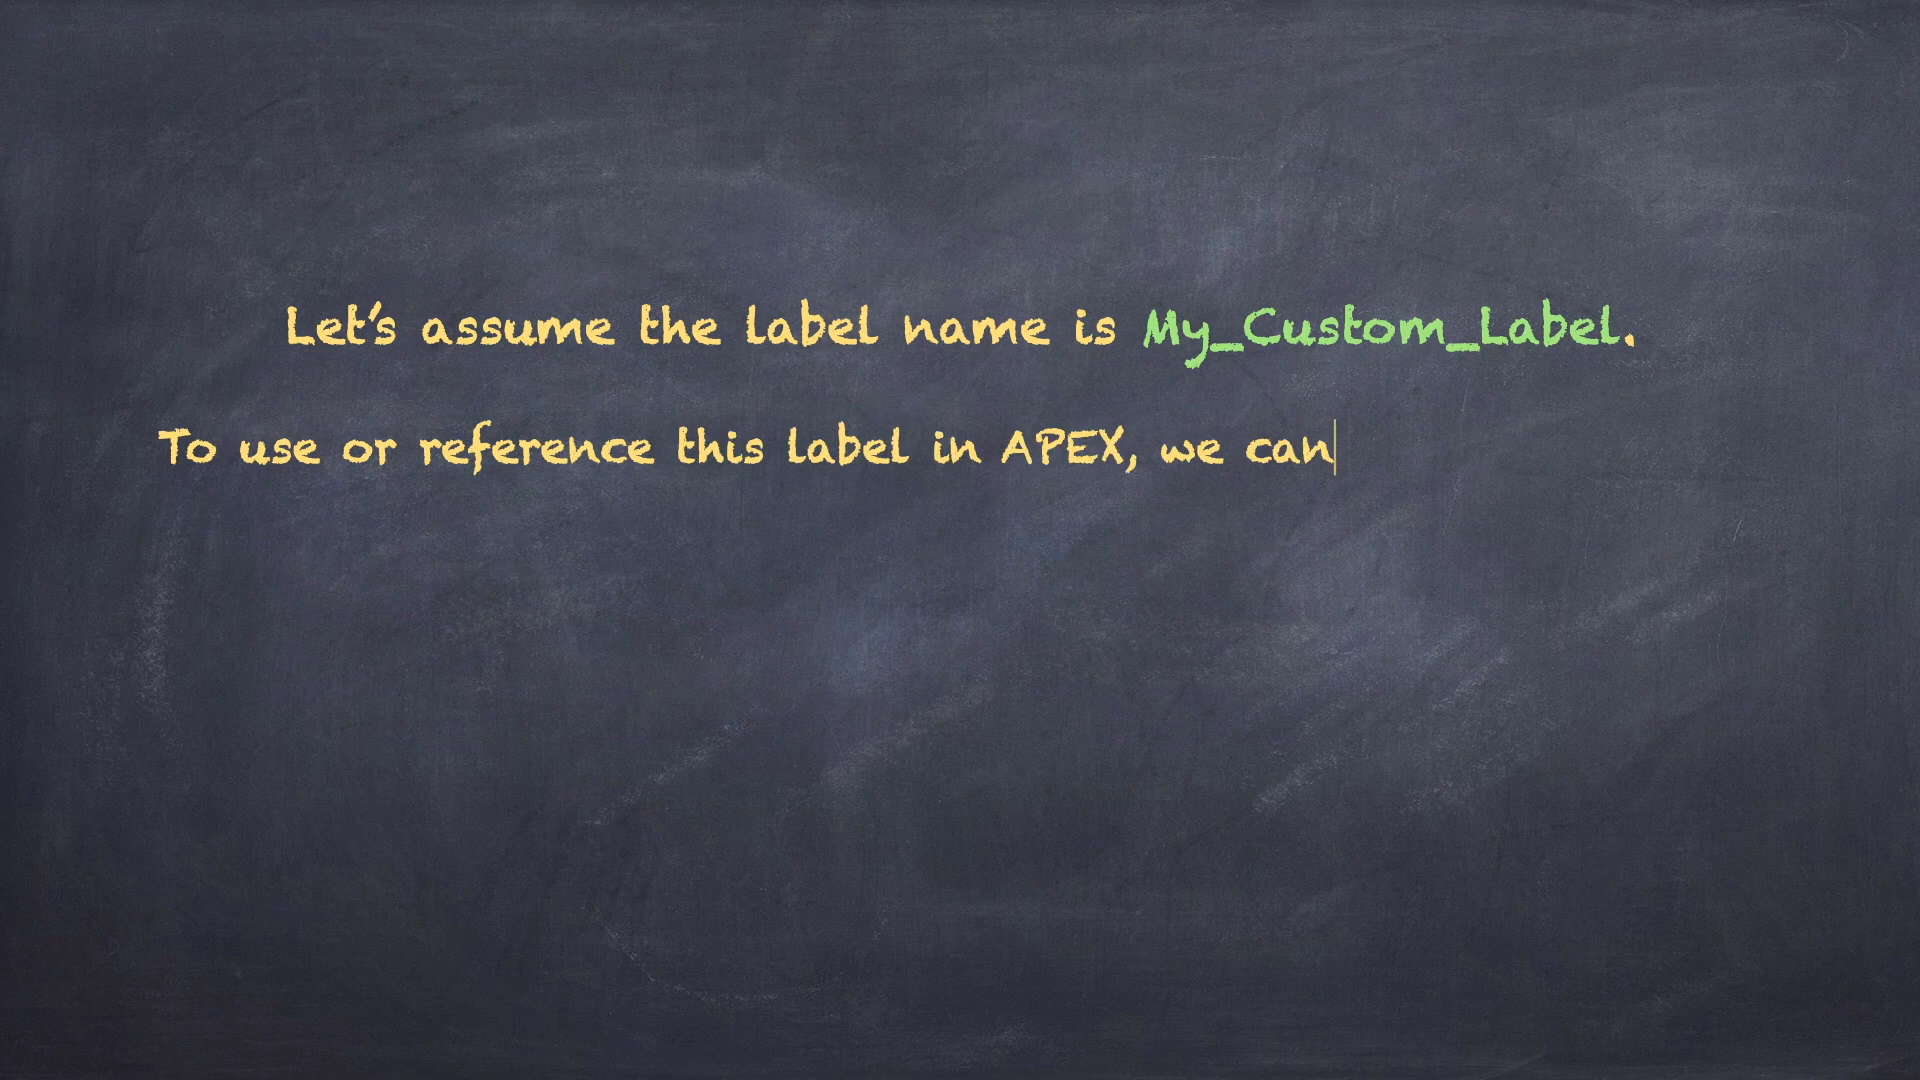 Let’s assume the label name is My_Custom_Label.
To use or reference this label in APEX, we can